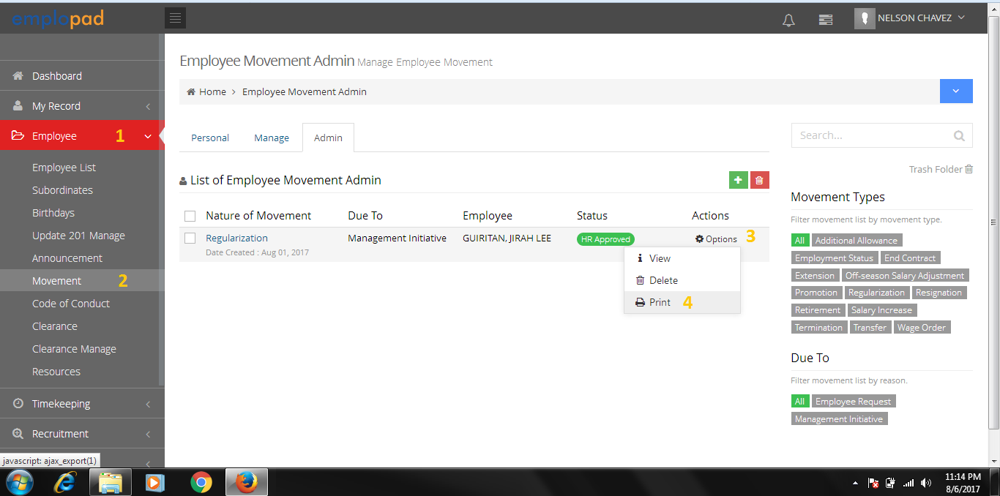 emplopad
NELSON CHAVEZ
Employee Movement Admin Manage Employee Movement
Home > Employee Movement Admin
Dashboard
My Record
Employee 1
Employee List
Subordinates
Birthdays
Update 201 Manage
Announcement
Movement 2
Code of Conduct
Clearance
Clearance Manage
Resources
Timekeeping
Recruitment
javascript: ajax_export(1)
Personal Manage Admin
List of Employee Movement Admin
Nature of Movement Due To Employee Status Actions
Regularization Management Initiative GUIRITAN, JIRAH LEE HR Approved Options 3
Date Created : Aug 01, 2017
View
Delete
Print 4
Search...
Trash Folder
Movement Types
Filter movement list by movement type.
All Additional Allowance
Employment Status End Contract
Extension Off-season Salary Adjustment
Promotion Regularization Resignation
Retirement Salary Increase
Termination Transfer Wage Order
Due To
Filter movement list by reason.
All Employee Request
Management Initiative
11:14 PM
8/6/2017